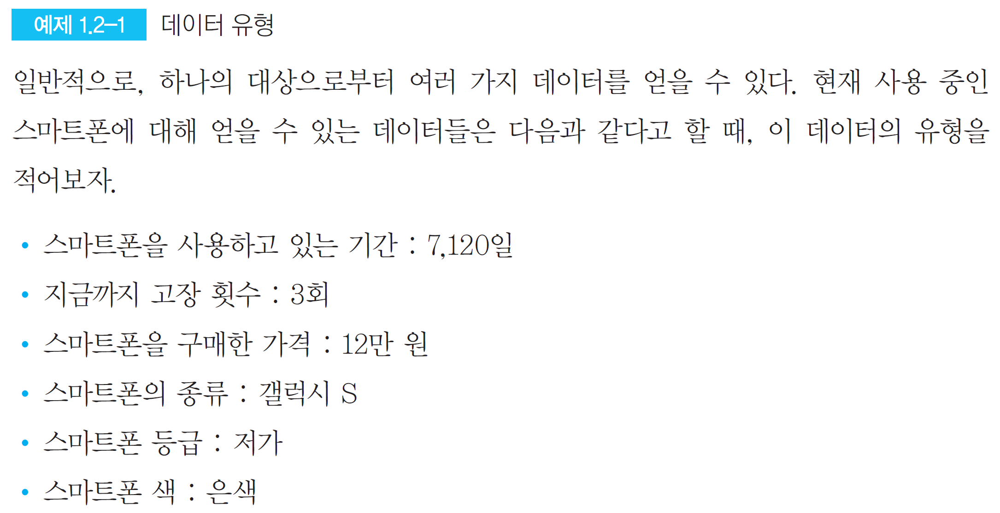 예제 1.2–1 데이터 유형
일반적으로, 하나의 대상으로부터 여러 가지 데이터를 얻을 수 있다. 현재 사용 중인
스마트폰에 대해 얻을 수 있는 데이터들은 다음과 같다고 할 때, 이 데이터의 유형을
적어보자.
• 스마트폰을 사용하고 있는 기간 : 7,120일
• 지금까지 고장 횟수 : 3회
• 스마트폰을 구매한 가격 : 12만 원
• 스마트폰의 종류 : 갤럭시 S
• 스마트폰 등급 : 저가
• 스마트폰 색 : 은색